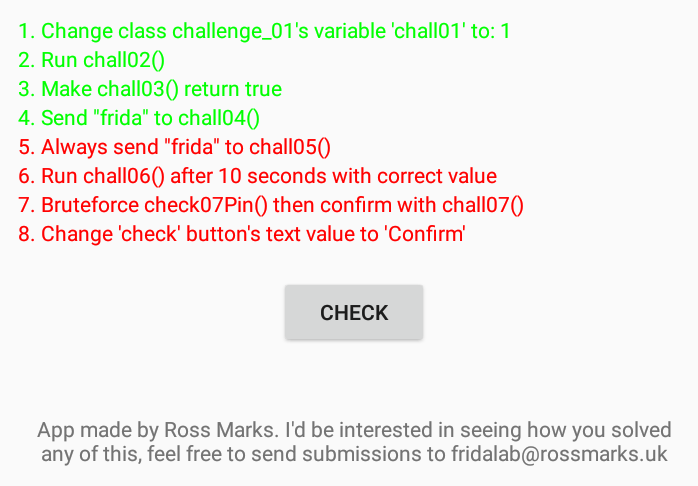 1. Change class challenge_01's variable 'chall01' to: 1
2. Run chall02()
3. Make chall03() return true
4. Send "frida" to chall04()
5. Always send "frida" to chall05()
6. Run chall06() after 10 seconds with correct value
7. Bruteforce check07Pin() then confirm with chall07()
8. Change 'check' button's text value to 'Confirm'
CHECK
App made by Ross Marks. I'd be interested in seeing how you solved
any of this, feel free to send submissions to fridalab@rossmarks.uk